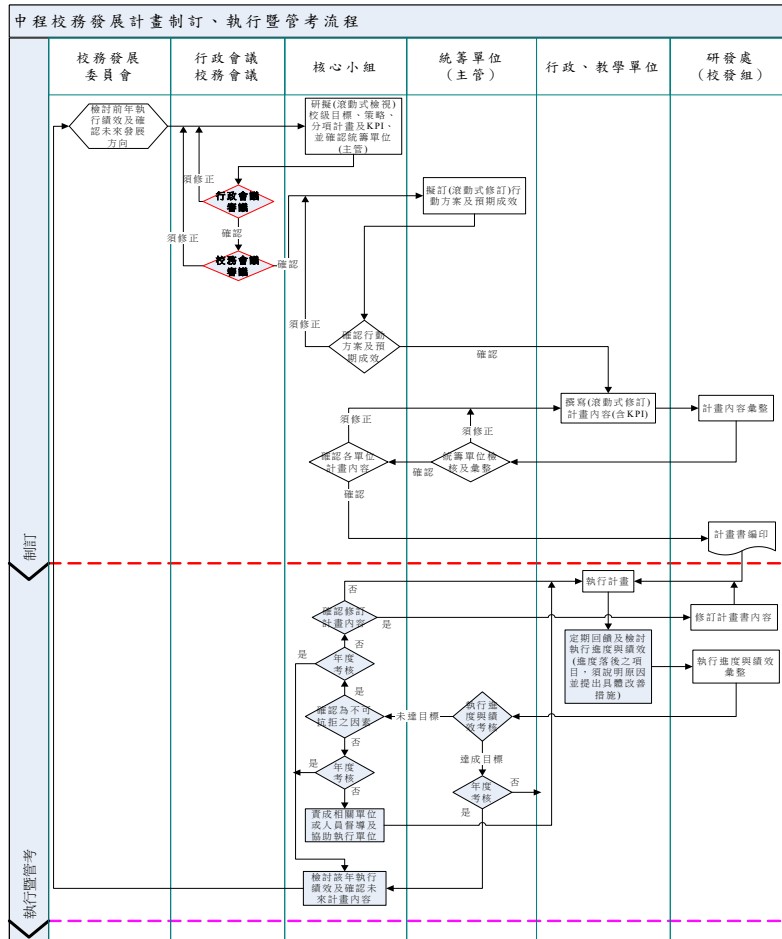 中程校務發展計畫制訂、執行暨管考流程
校務發展
委員會
行政會議
校務會議
核心小組
統籌單位
(主管)
行政、教學單位
研發處
(校發組)
檢討前年執
行績效及確
認未來發展
方向
研擬(滾動式檢視)
校級目標、策略、
分項計畫及KPI、
並確認統籌單位
(主管)
須修正
行政會議
審議
擬訂(滾動式修訂)行
動方案及預期成效
確認
須修正
校務會議
審議
確認
須修正
確認行動
方案及預
期成效
確認
撰寫(滾動式修訂)
計畫內容(含KPI)
計畫內容彙整
須修正
須修正
確認各單位
計畫內容
確認
統籌單位檢
核及彙整
確認
計畫書編印
制訂
否
執行計畫
確認修訂
計畫內容
是
修訂計畫書內容
定期回饋及檢討
執行進度與績效
(進度落後之項
目，須說明原因
並提出具體改善
措施)
執行進度與績效
彙整
否
是
年度
考核
是
確認為不可
抗拒之因素
未達目標
執行進
度與績
效考核
否
達成目標
是
年度
考核
否
年度
考核
否
是
責成相關單位
或人員督導及
協助執行單位
檢討該年執行
績效及確認未
來計畫內容
執行暨管考